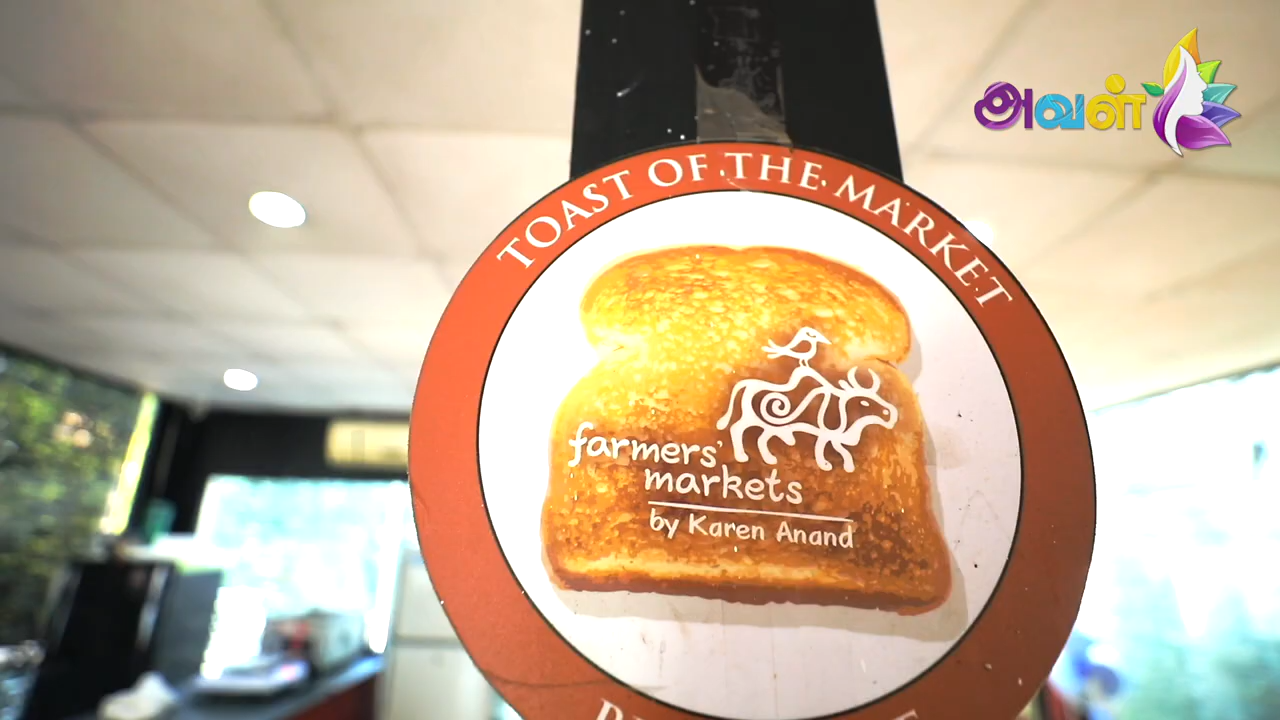 அவள்
TOAST OF THE MARKET
farmers'
markets
by Karen Anand